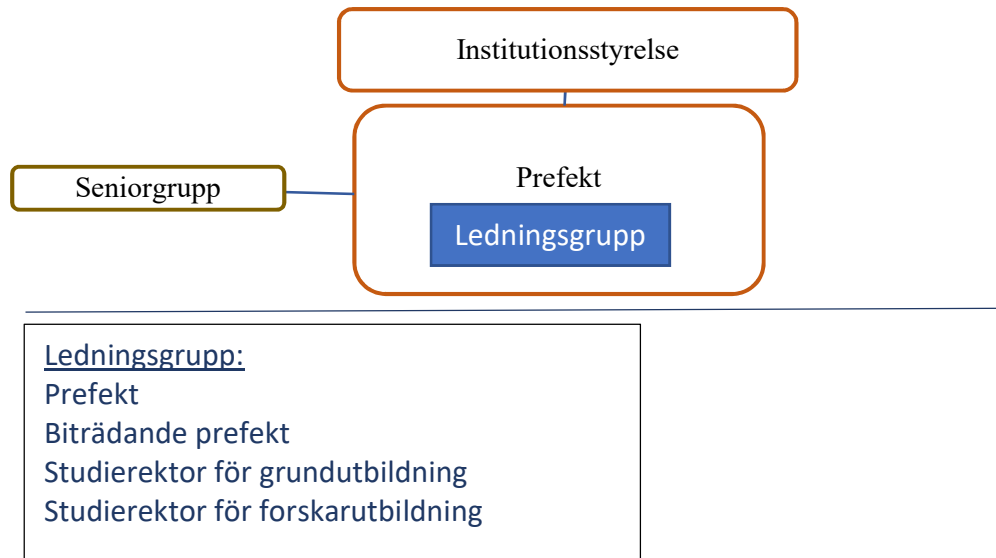 Institutionsstyrelse
Seniorgrupp
Prefekt
Ledningsgrupp
Ledningsgrupp:
Prefekt
Biträdande prefekt
Studierektor för grundutbildning
Studierektor för forskarutbildning